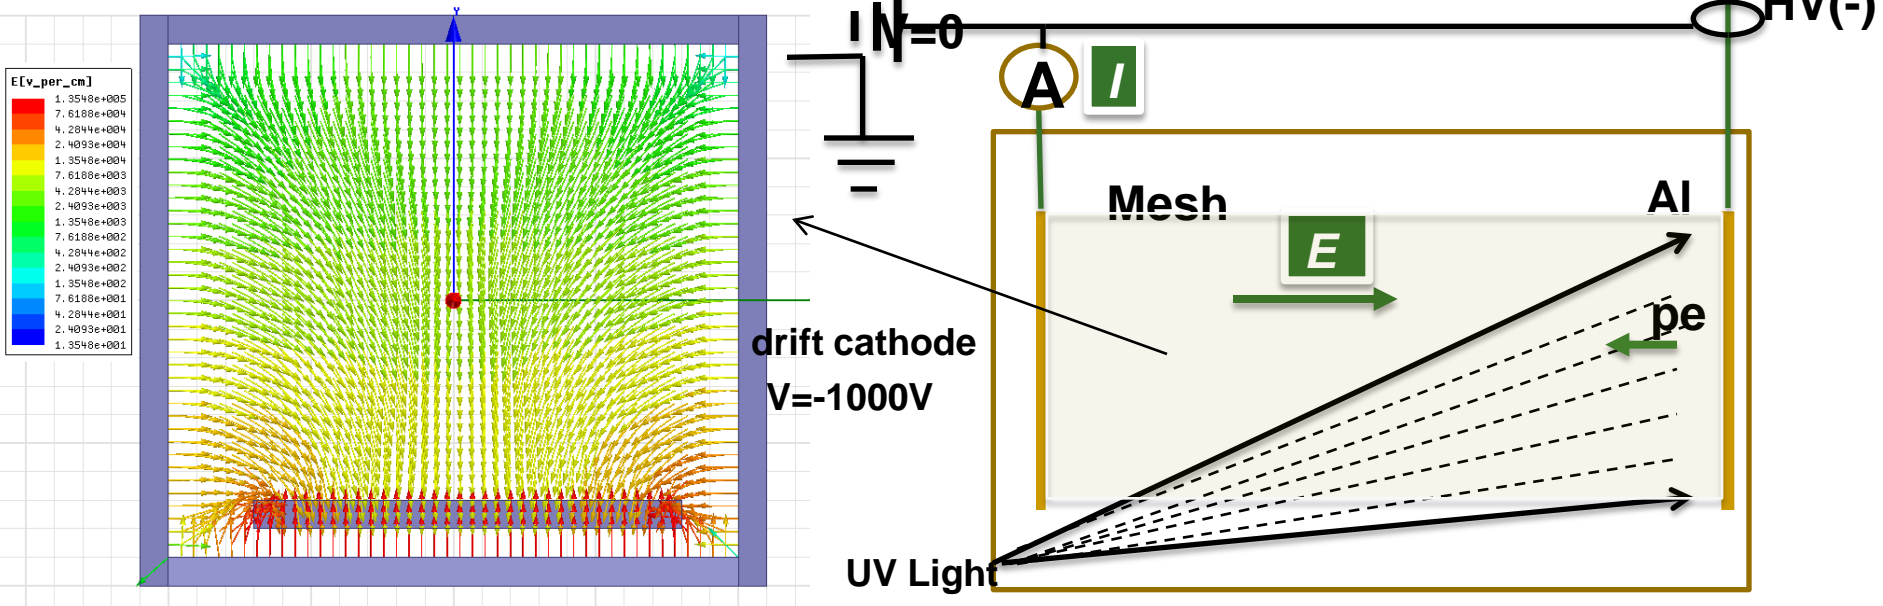 Y
E[v_per_cm]
1.3548e+005
7.6188e+004
4.2844e+004
2.4093e+004
1.3548e+004
7.6188e+003
4.2844e+003
2.4093e+003
1.3548e+003
7.6188e+002
4.2844e+002
2.4093e+002
1.3548e+002
7.6188e+001
4.2841e+001
2.4093e+001
1.3548e+001
V=0
HV(-)
A
I
Mesh
Al
E
pe
drift cathode
V=-1000V
UV Light